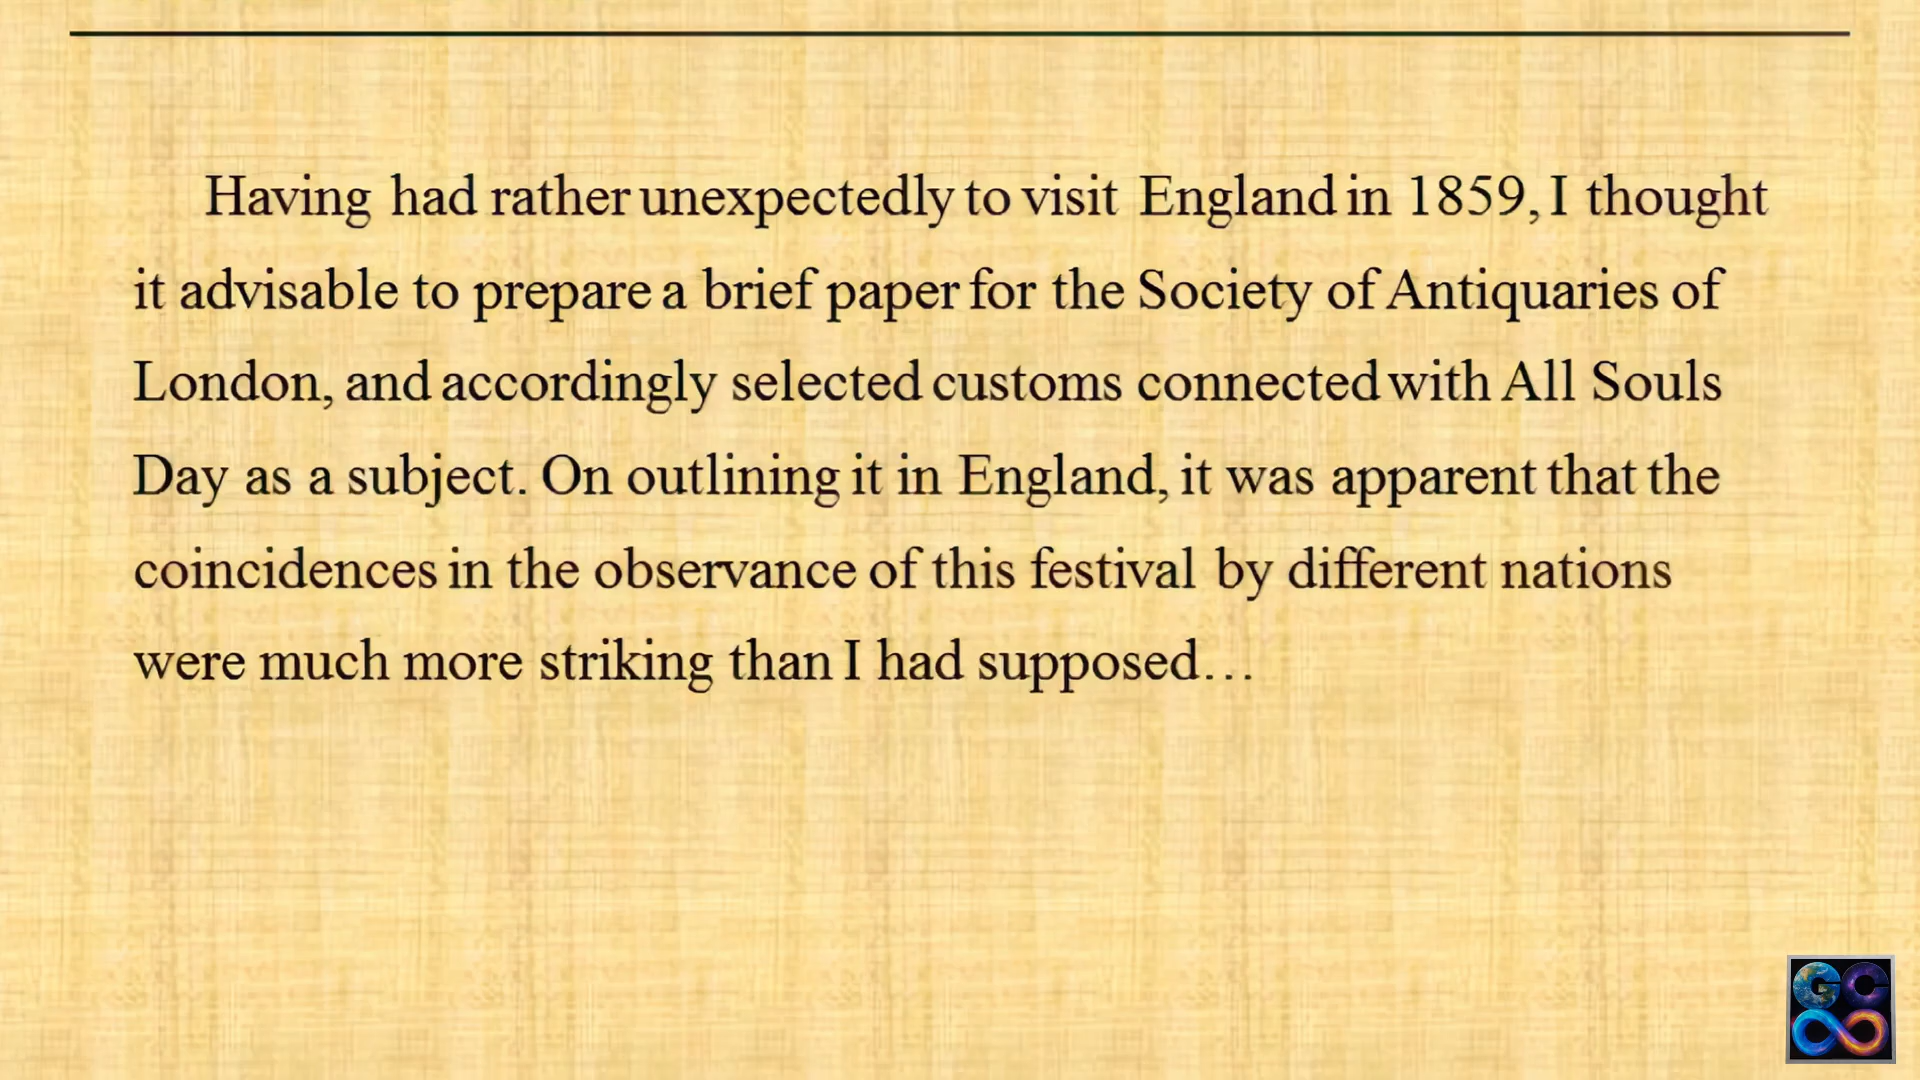 Having had rather unexpectedly to visit England in 1859, I thought
it advisable to prepare a brief paper for the Society of Antiquaries of
London, and accordingly selected customs connected with All Souls
Day as a subject. On outlining it in England, it was apparent that the
coincidences in the observance of this festival by different nations
were much more striking than I had supposed…
GC